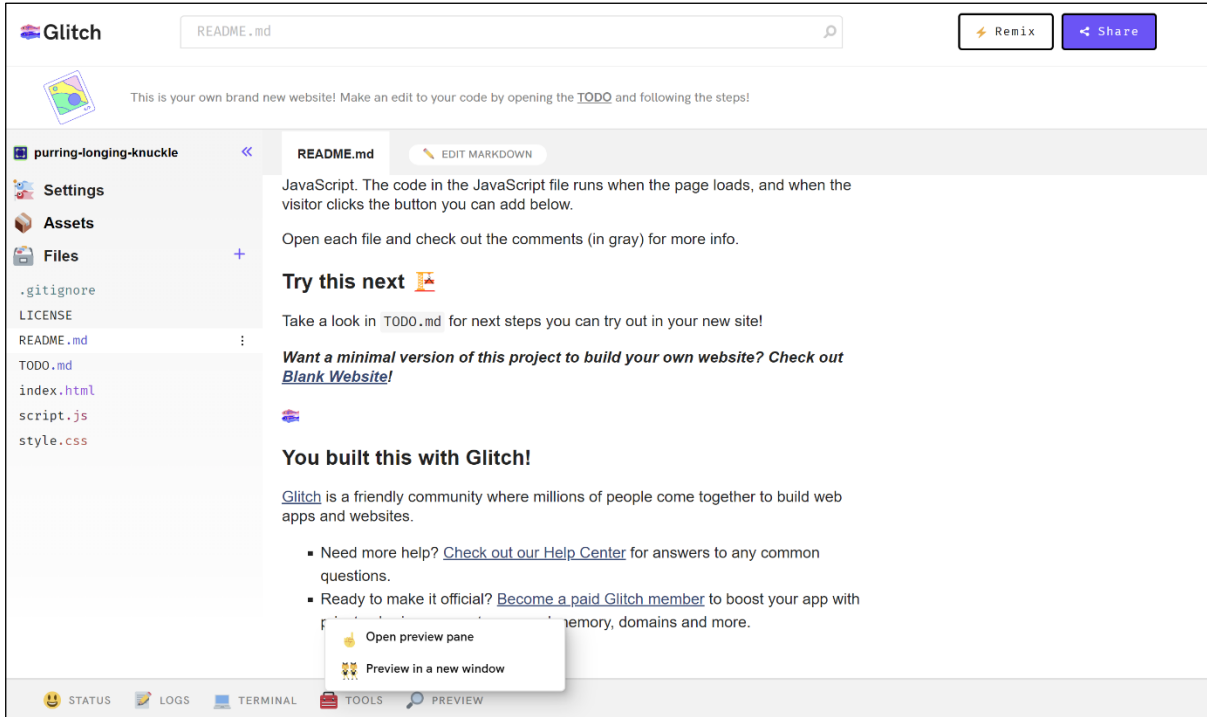 Glitch
README.md
Remix
Share
This is your own brand new website! Make an edit to your code by opening the TODO and following the steps!
purring-longing-knuckle
Settings
Assets
Files
.gitignore
LICENSE
README.md
TODO.md
index.html
script.js
style.css
README.md
EDIT MARKDOWN
JavaScript. The code in the JavaScript file runs when the page loads, and when the
visitor clicks the button you can add below.
Open each file and check out the comments (in gray) for more info.
Try this next
Take a look in TODO.md for next steps you can try out in your new site!
Want a minimal version of this project to build your own website? Check out
Blank Website!
You built this with Glitch!
Glitch is a friendly community where millions of people come together to build web
apps and websites.
Need more help? Check out our Help Center for answers to any common
questions.
Ready to make it official? Become a paid Glitch member to boost your app with
memory, domains and more.
Open preview pane
Preview in a new window
STATUS
LOGS
TERMINAL
TOOLS
PREVIEW